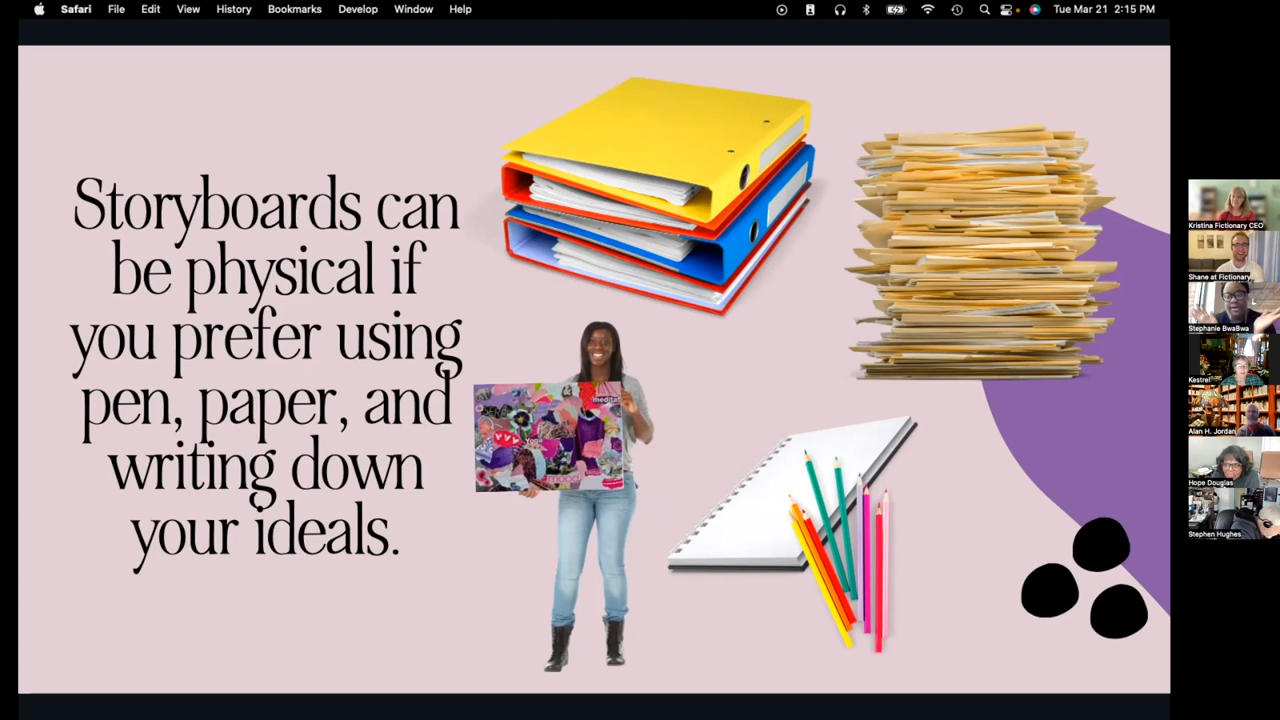 Safari File Edit View History Bookmarks Develop Window Help
Tue Mar 21 2:15 PM
Storyboards can
be physical if
you prefer using
pen, paper, and
writing down
your ideals.
Yoga
Kristina Fictionary CEO
Shane at Fictionary
Stephanie BwaBwa
Kestrel
Alan H. Jordan
Hope Douglas
Stephen Hughes